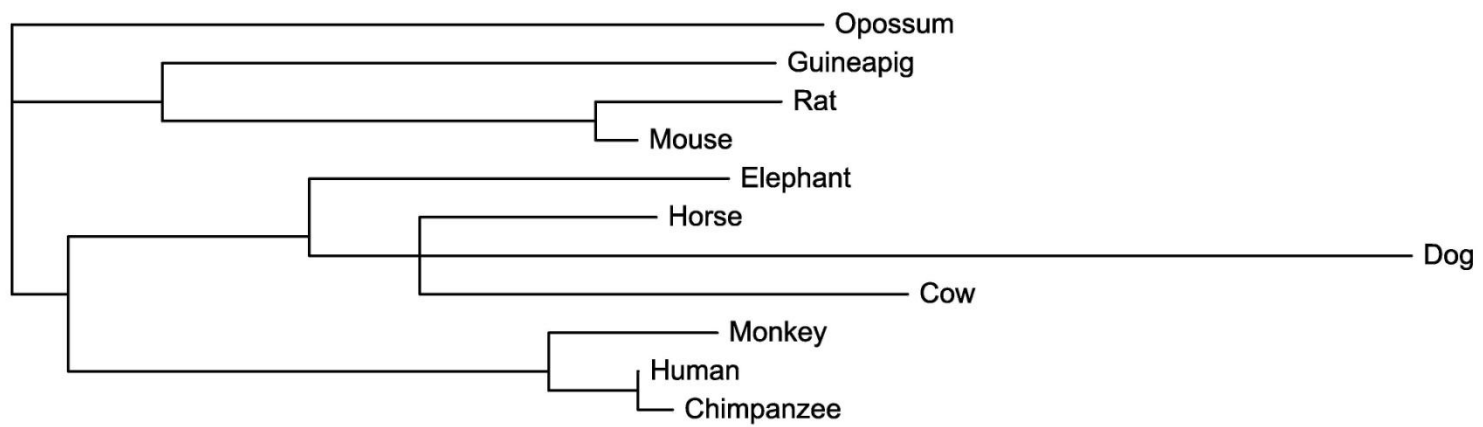 Opossum
Guineapig
Rat
Mouse
Elephant
Horse
Dog
Cow
Monkey
Human
Chimpanzee